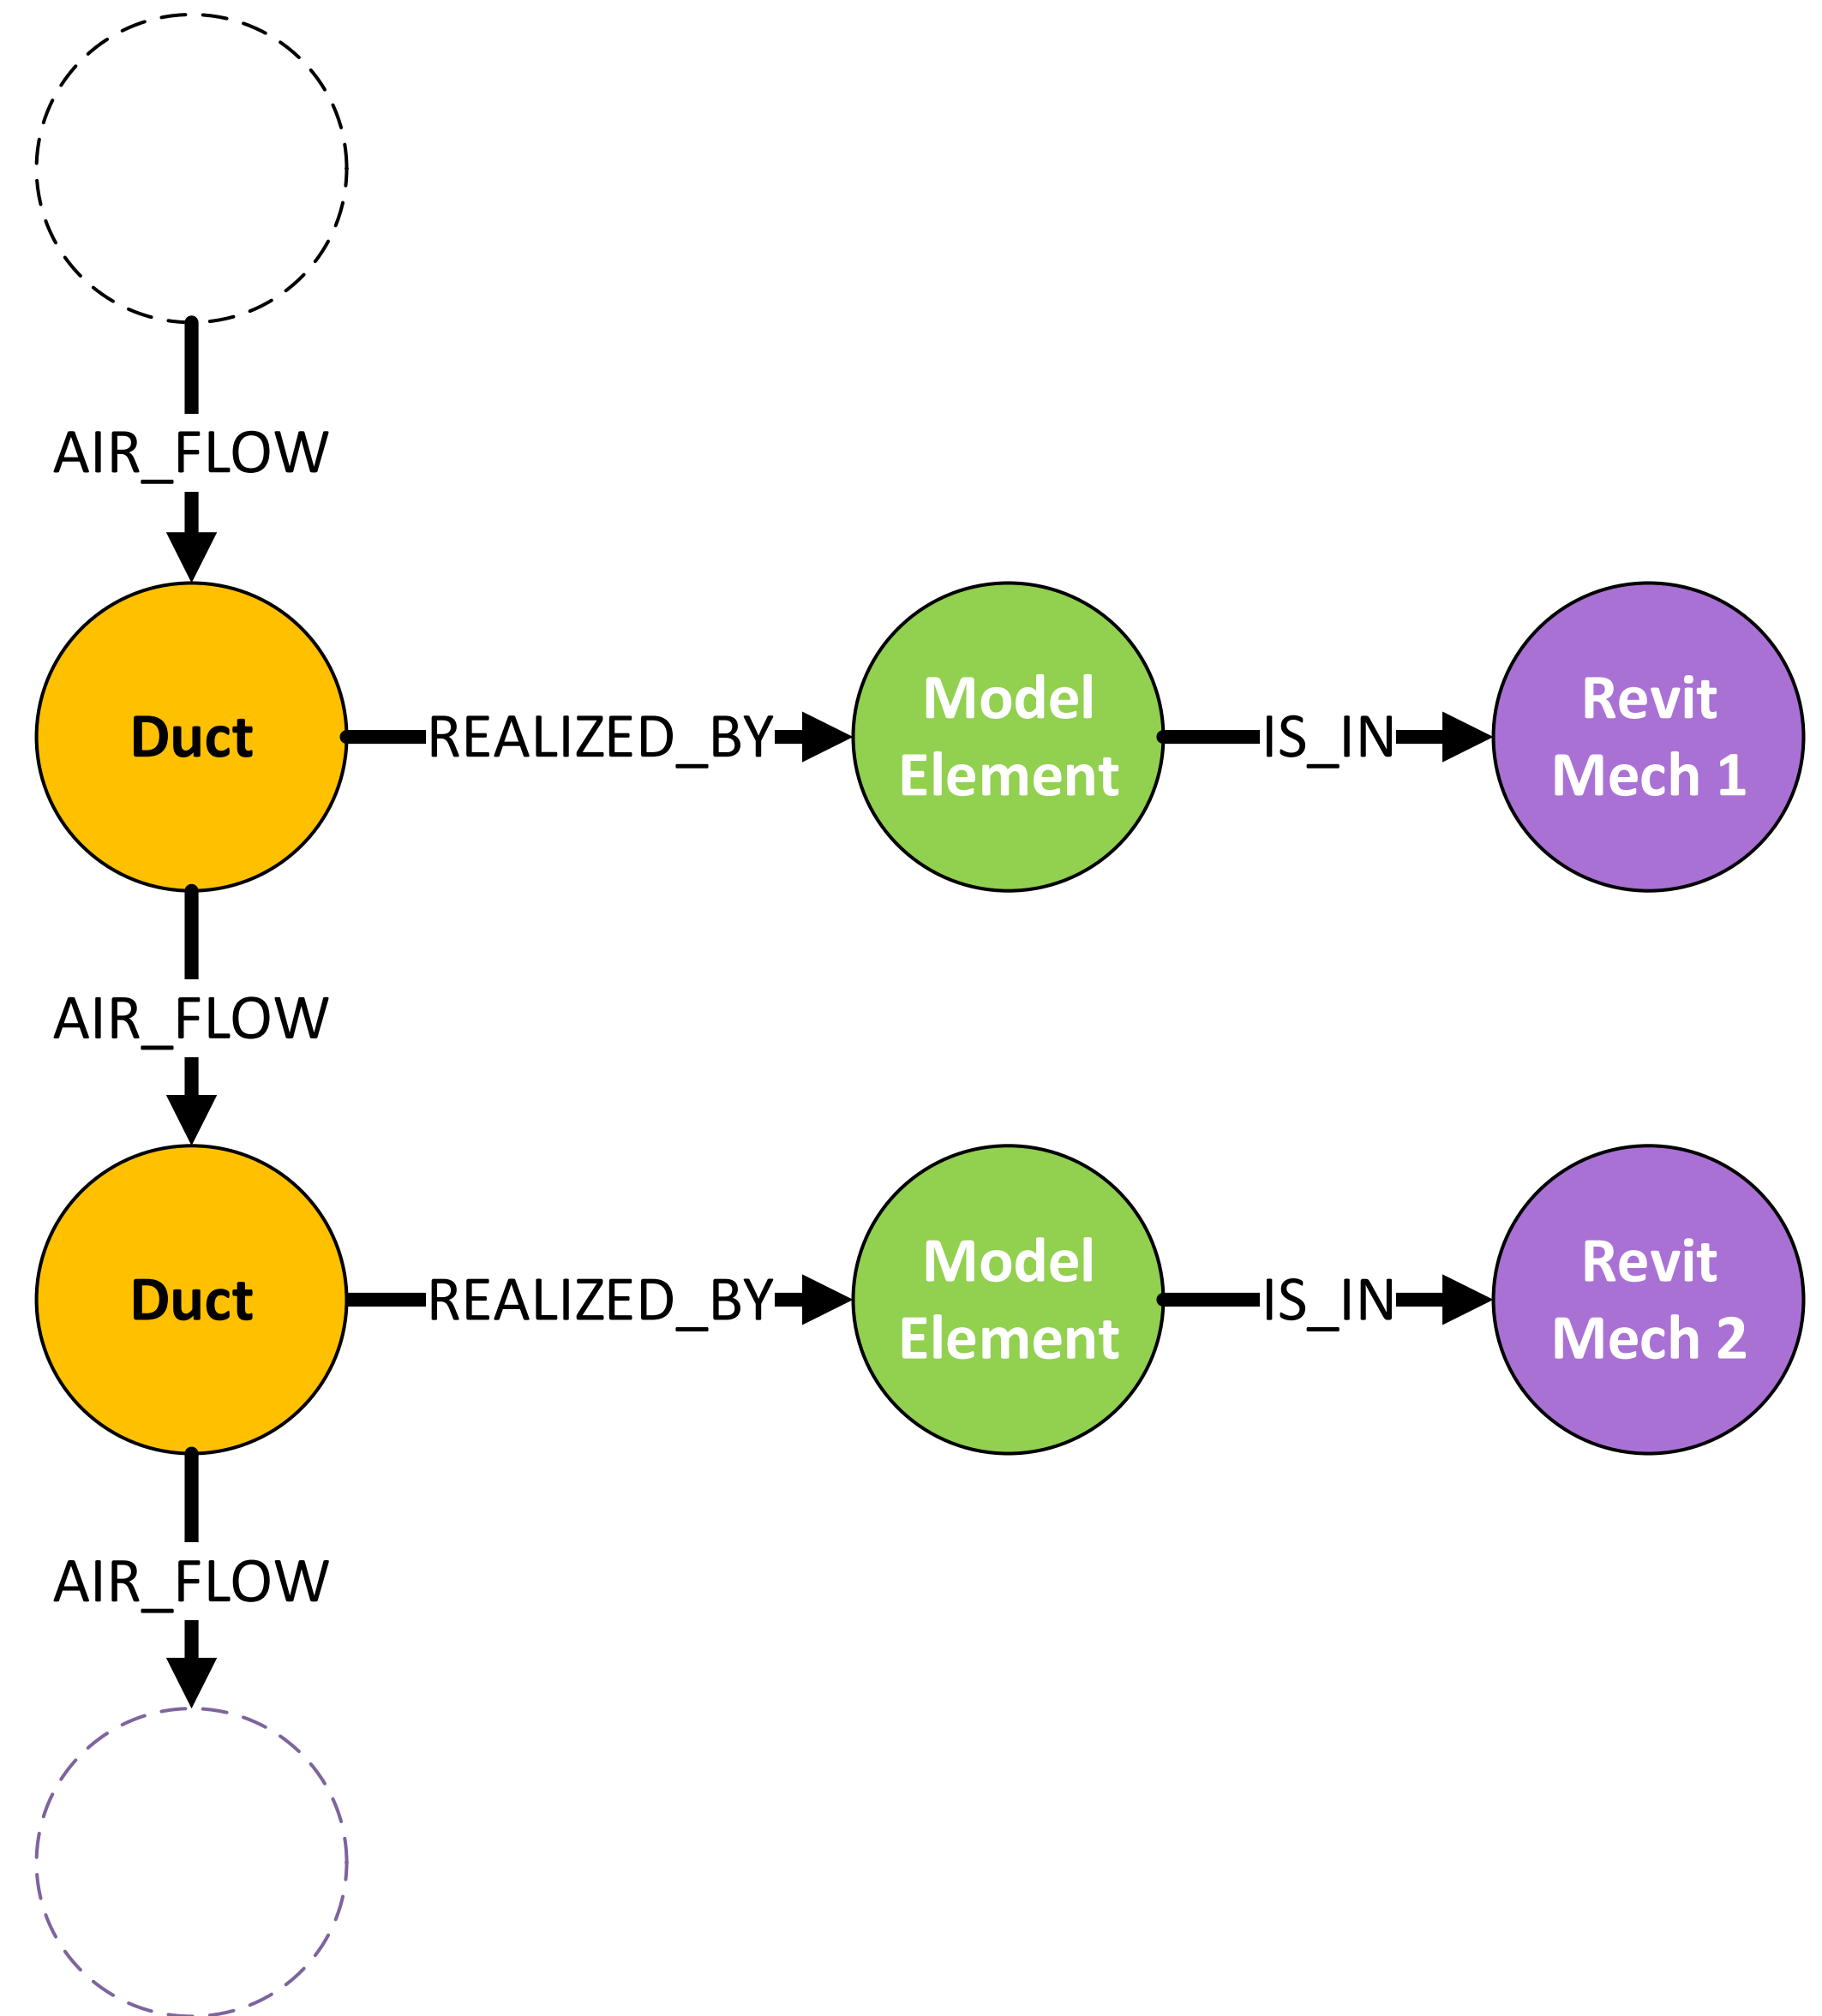 AIR_FLOW
Duct
REALIZED_BY
Model
Element
IS_IN
Revit
Mech 1
AIR_FLOW
Duct
REALIZED_BY
Model
Element
IS_IN
Revit
Mech 2
AIR_FLOW